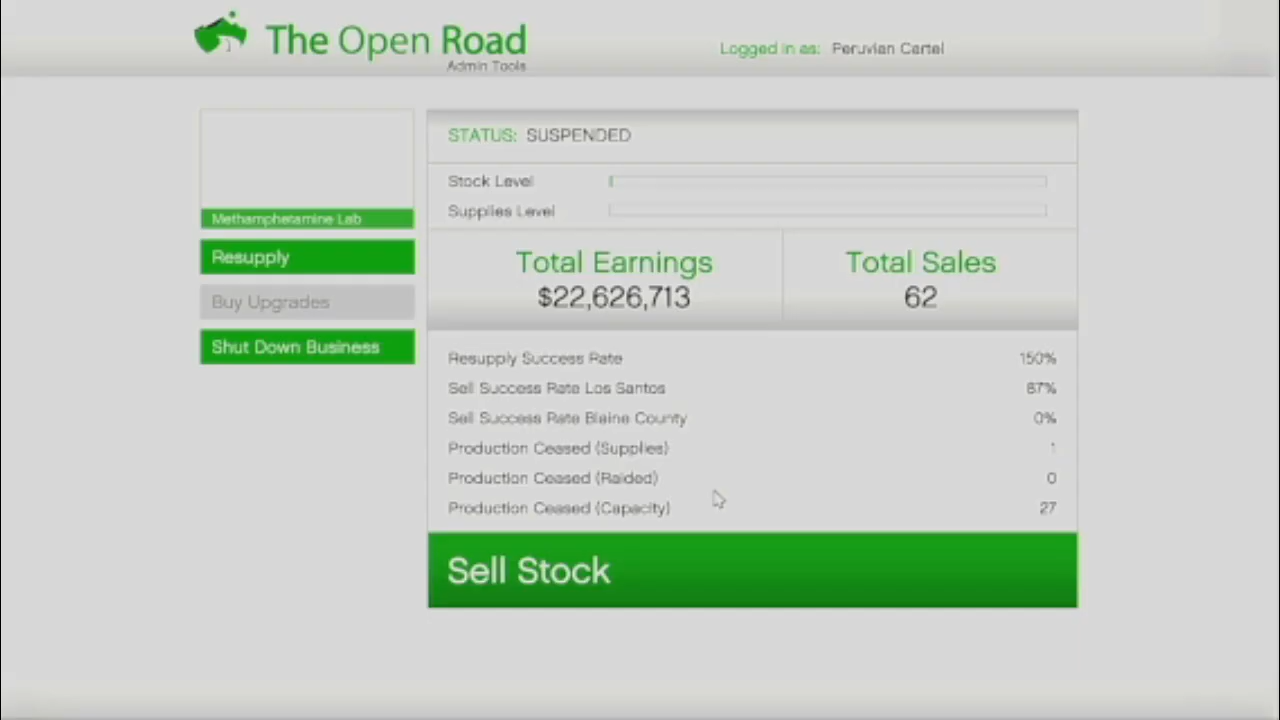 The Open Road
Admin Tools
Logged in as: Peruvian Cartel
Methamphetamine Lab
Resupply
Buy Upgrades
Shut Down Business
STATUS: SUSPENDED
Stock Level
Supplies Level
Total Earnings
$22,626,713
Total Sales
62
Resupply Success Rate 150%
Sell Success Rate Los Santos 87%
Sell Success Rate Blaine County 0%
Production Ceased (Supplies) 1
Production Ceased (Raided) 0
Production Ceased (Capacity) 27
Sell Stock